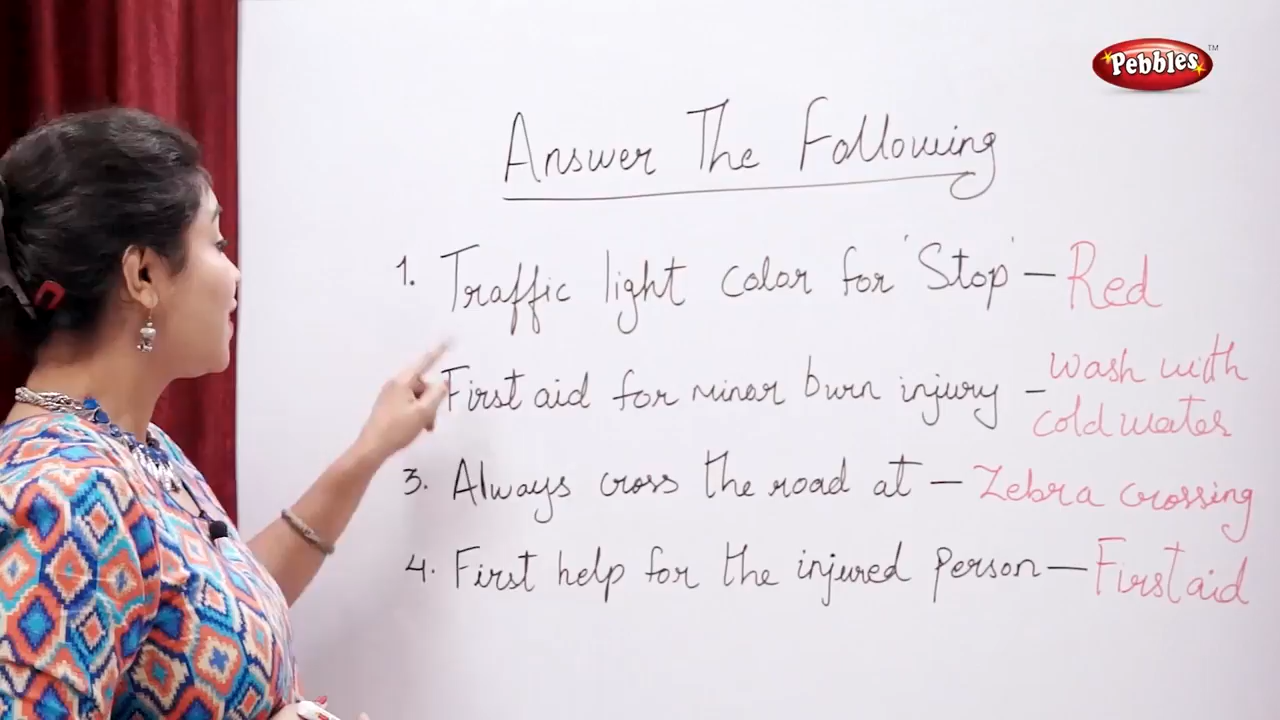 Pebbles™
Answer The Following
1. Traffic light color for 'Stop' - Red
First aid for minor burn injury - wash with
cold water
3. Always cross the road at - Zebra crossing
4. First help for the injured person - First aid